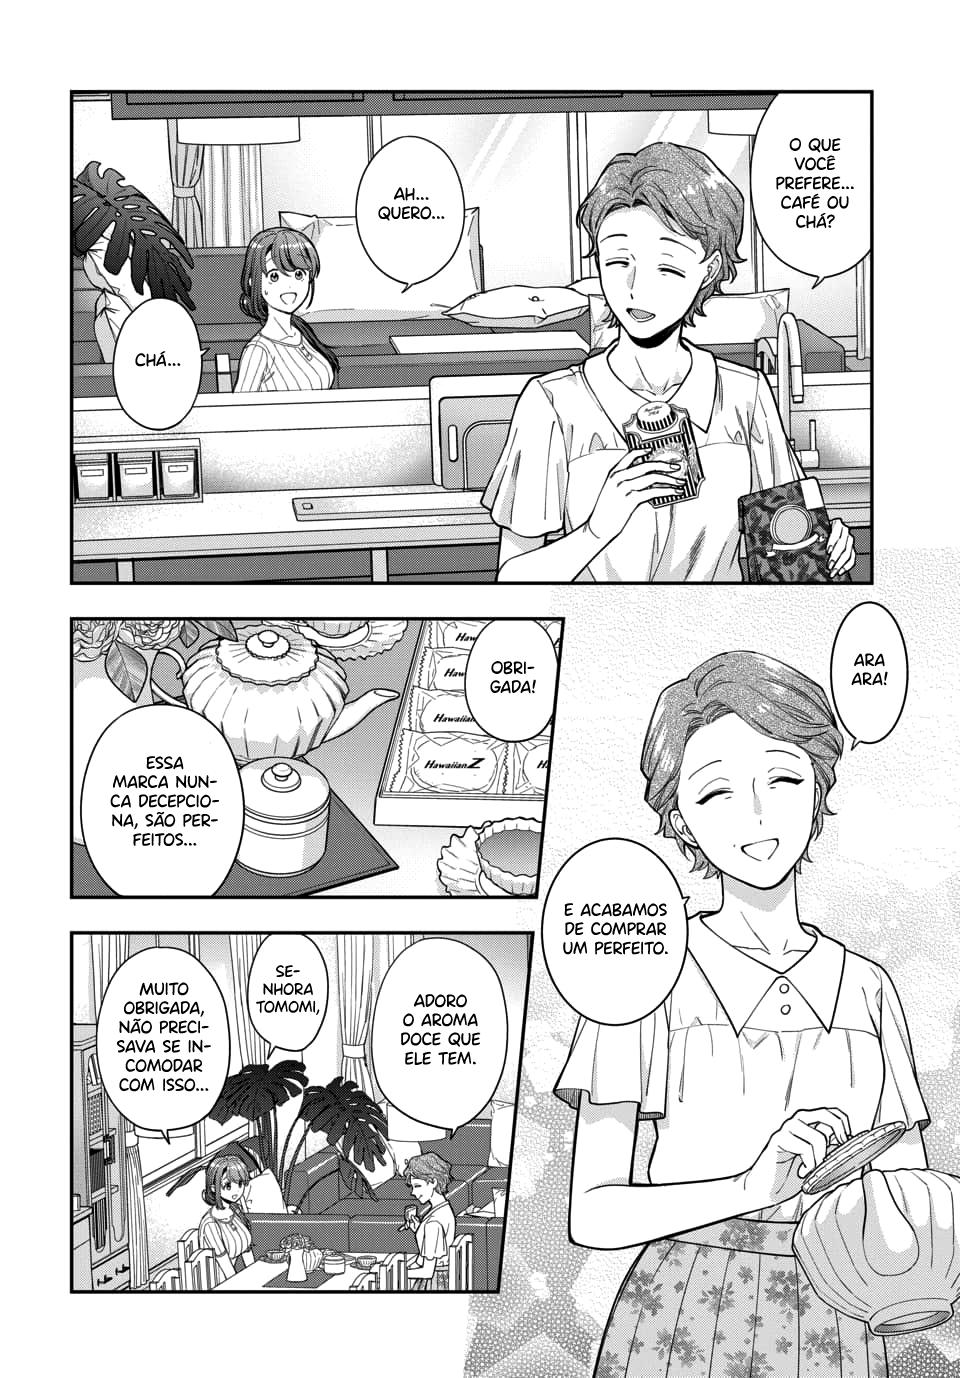 O QUE
VOCÊ
PREFERE...
CAFÉ OU
CHÁ?
AH...
QUERO...
CHÁ...
ARA
ARA!
E ACABAMOS
DE COMPRAR
UM PERFEITO.
OBRI-
GADA!
Hawaiian
Hawaiian
Hawaiian Z
ESSA
MARCA NUN-
CA DECEPCIO-
NA, SÃO PER-
FEITOS...
ADORO
O AROMA
DOCE QUE
ELE TEM.
SE-
NHORA
TOMOMI,
MUITO
OBRIGADA,
NÃO PRECI-
SAVA SE IN-
COMODAR
COM ISSO...